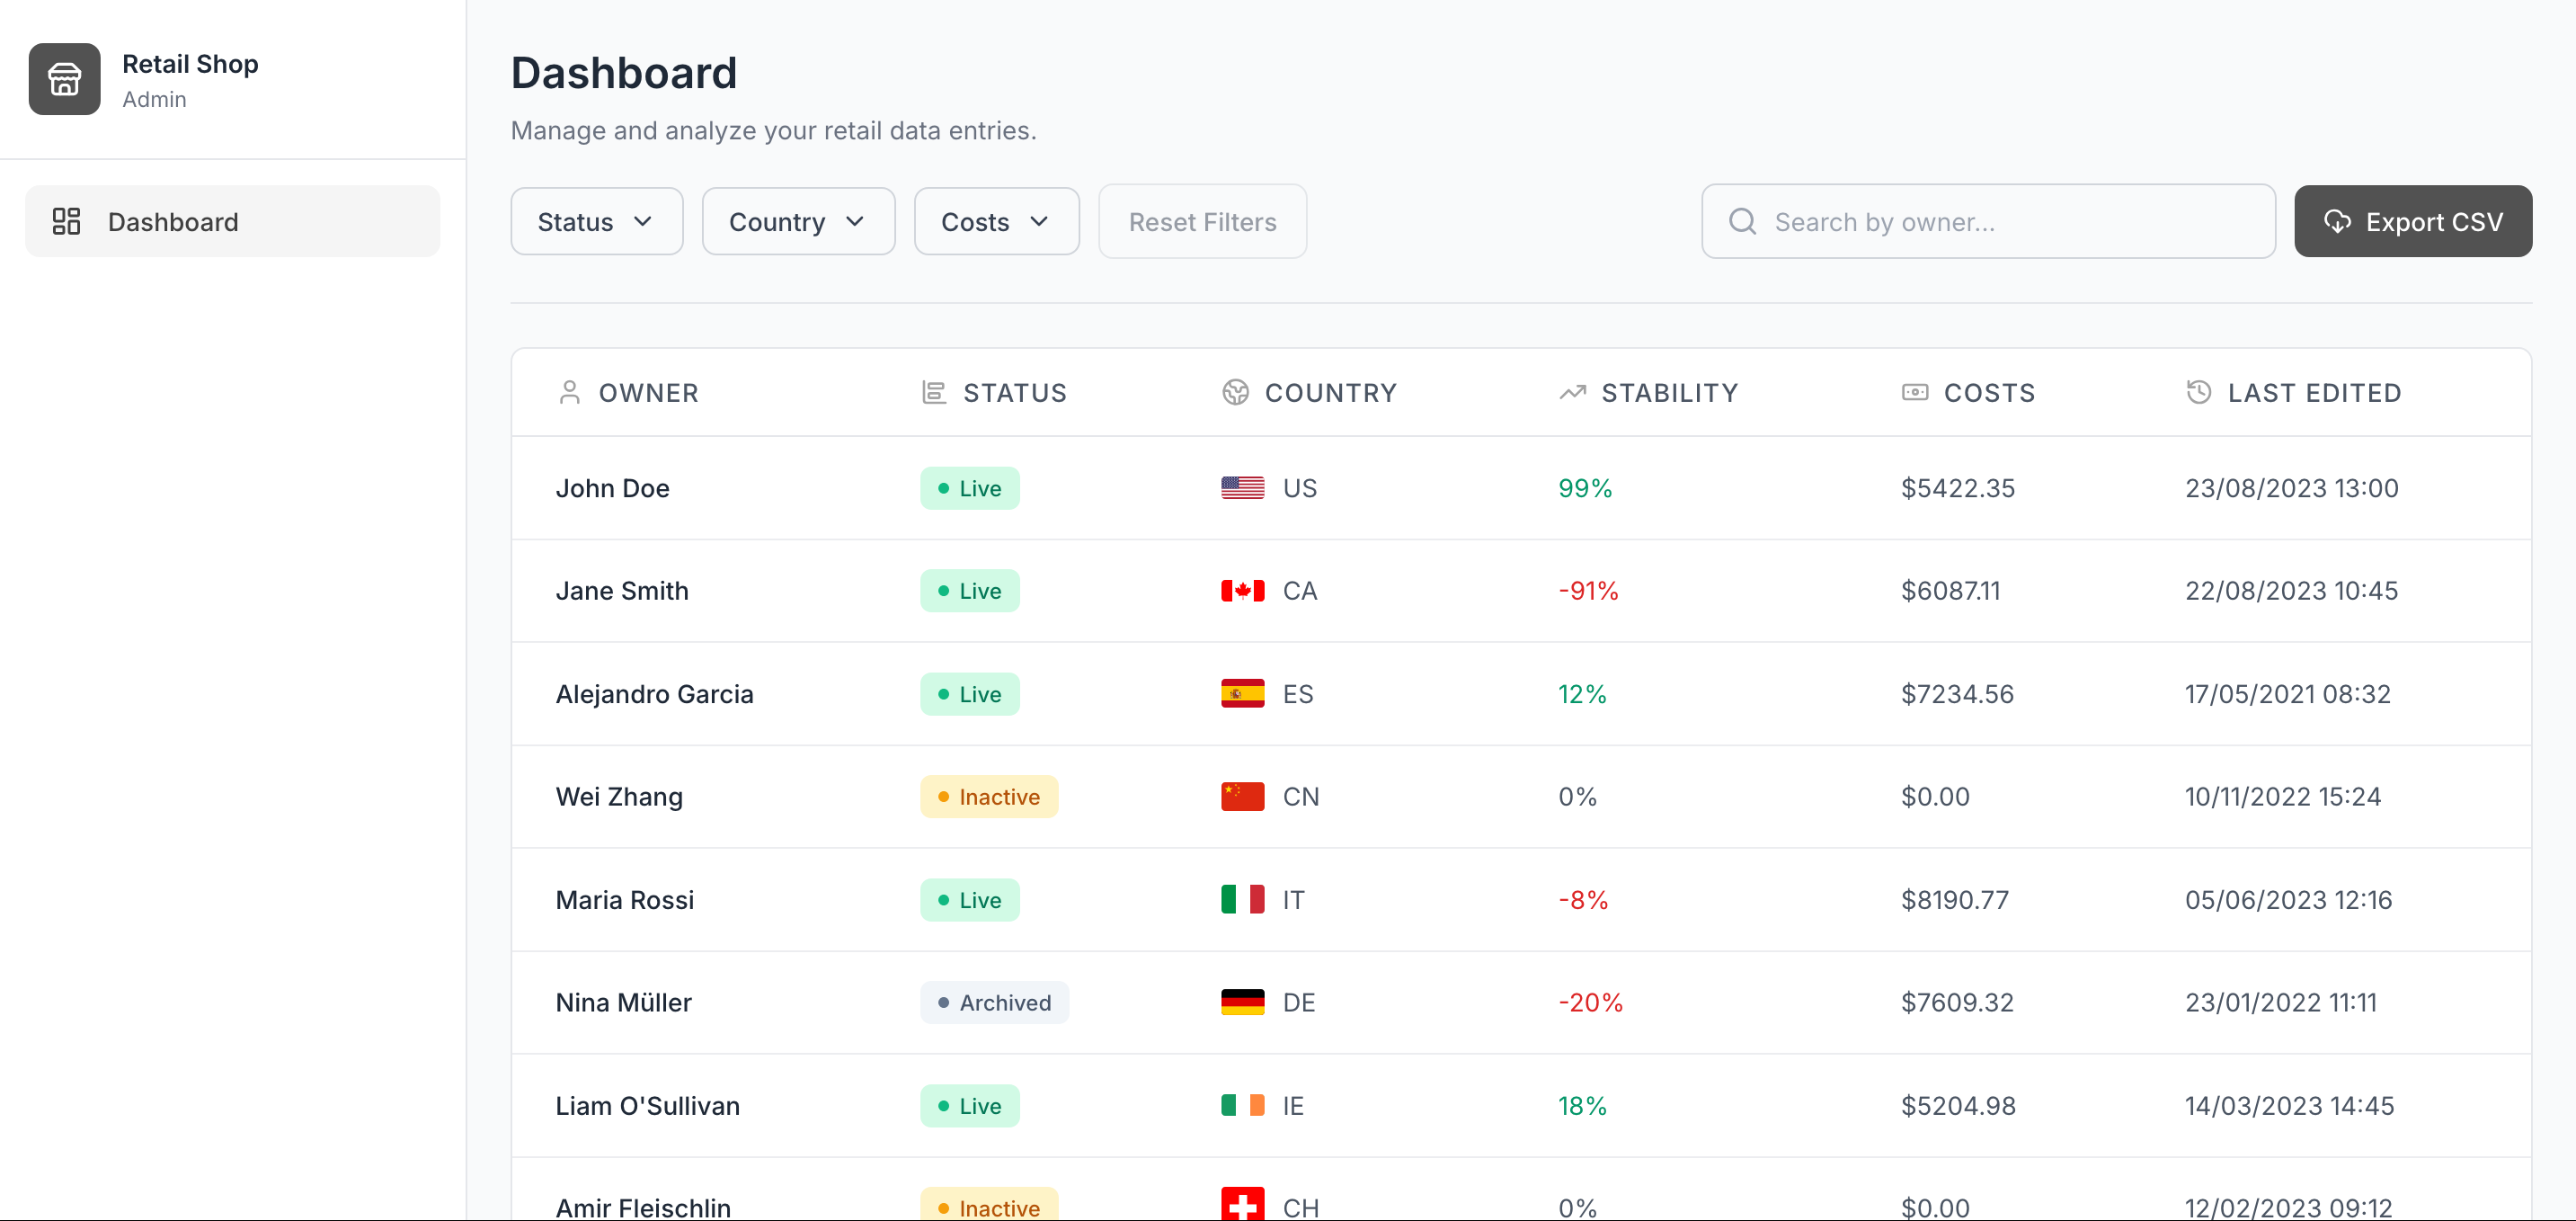 Retail Shop
Admin
Dashboard
Dashboard
Manage and analyze your retail data entries.
Status Country Costs Reset Filters Search by owner... Export CSV
OWNER STATUS COUNTRY STABILITY COSTS LAST EDITED
John Doe Live US 99% $5422.35 23/08/2023 13:00
Jane Smith Live CA -91% $6087.11 22/08/2023 10:45
Alejandro Garcia Live ES 12% $7234.56 17/05/2021 08:32
Wei Zhang Inactive CN 0% $0.00 10/11/2022 15:24
Maria Rossi Live IT -8% $8190.77 05/06/2023 12:16
Nina Müller Archived DE -20% $7609.32 23/01/2022 11:11
Liam O'Sullivan Live IE 18% $5204.98 14/03/2023 14:45
Amir Fleischlin Inactive CH 0% $0.00 12/02/2023 09:12